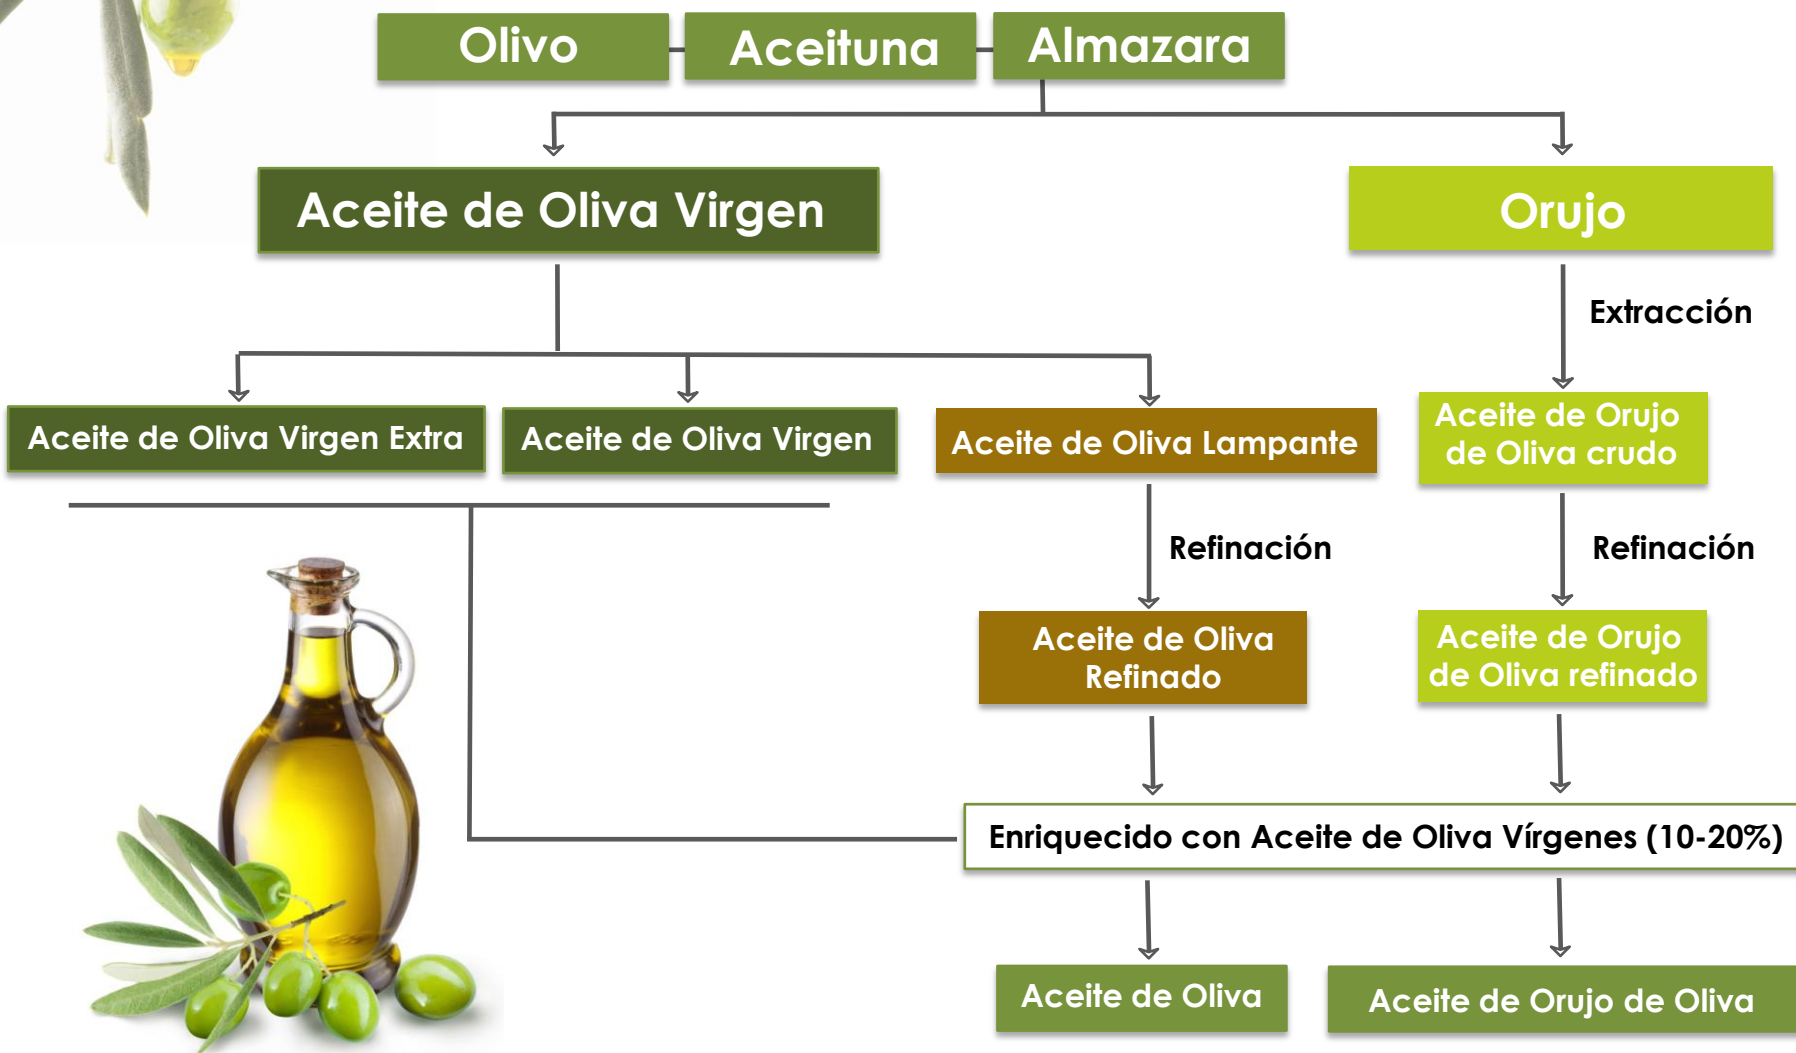 Olivo
Aceituna
Almazara
Aceite de Oliva Virgen
Orujo
Extracción
Aceite de Oliva Virgen Extra
Aceite de Oliva Virgen
Aceite de Oliva Lampante
Aceite de Orujo
de Oliva crudo
Refinación
Refinación
Aceite de Oliva
Refinado
Aceite de Orujo
de Oliva refinado
Enriquecido con Aceite de Oliva Vírgenes (10-20%)
Aceite de Oliva
Aceite de Orujo de Oliva